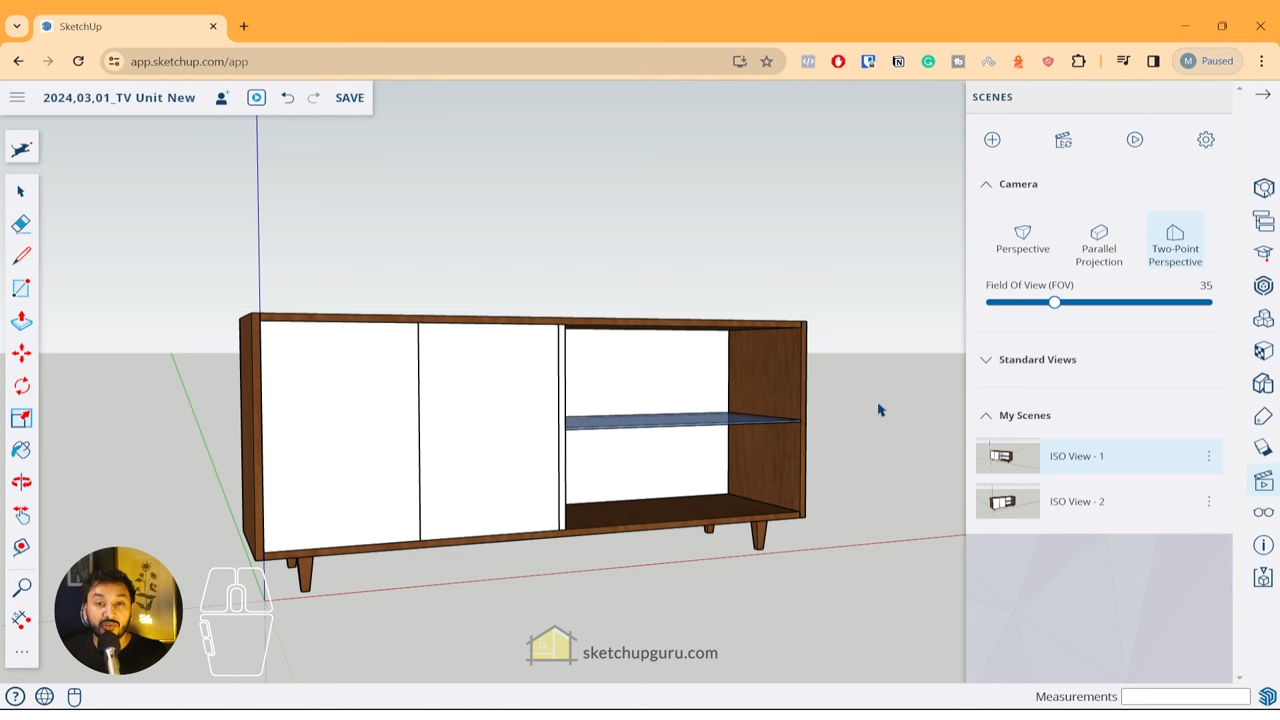 SketchUp
app.sketchup.com/app
M Paused
2024,03,01_TV Unit New
SAVE
SCENES
Camera
Perspective
Parallel
Projection
Two-Point
Perspective
Field Of View (FOV) 35
Standard Views
My Scenes
ISO View - 1
ISO View - 2
sketchupguru.com
Measurements